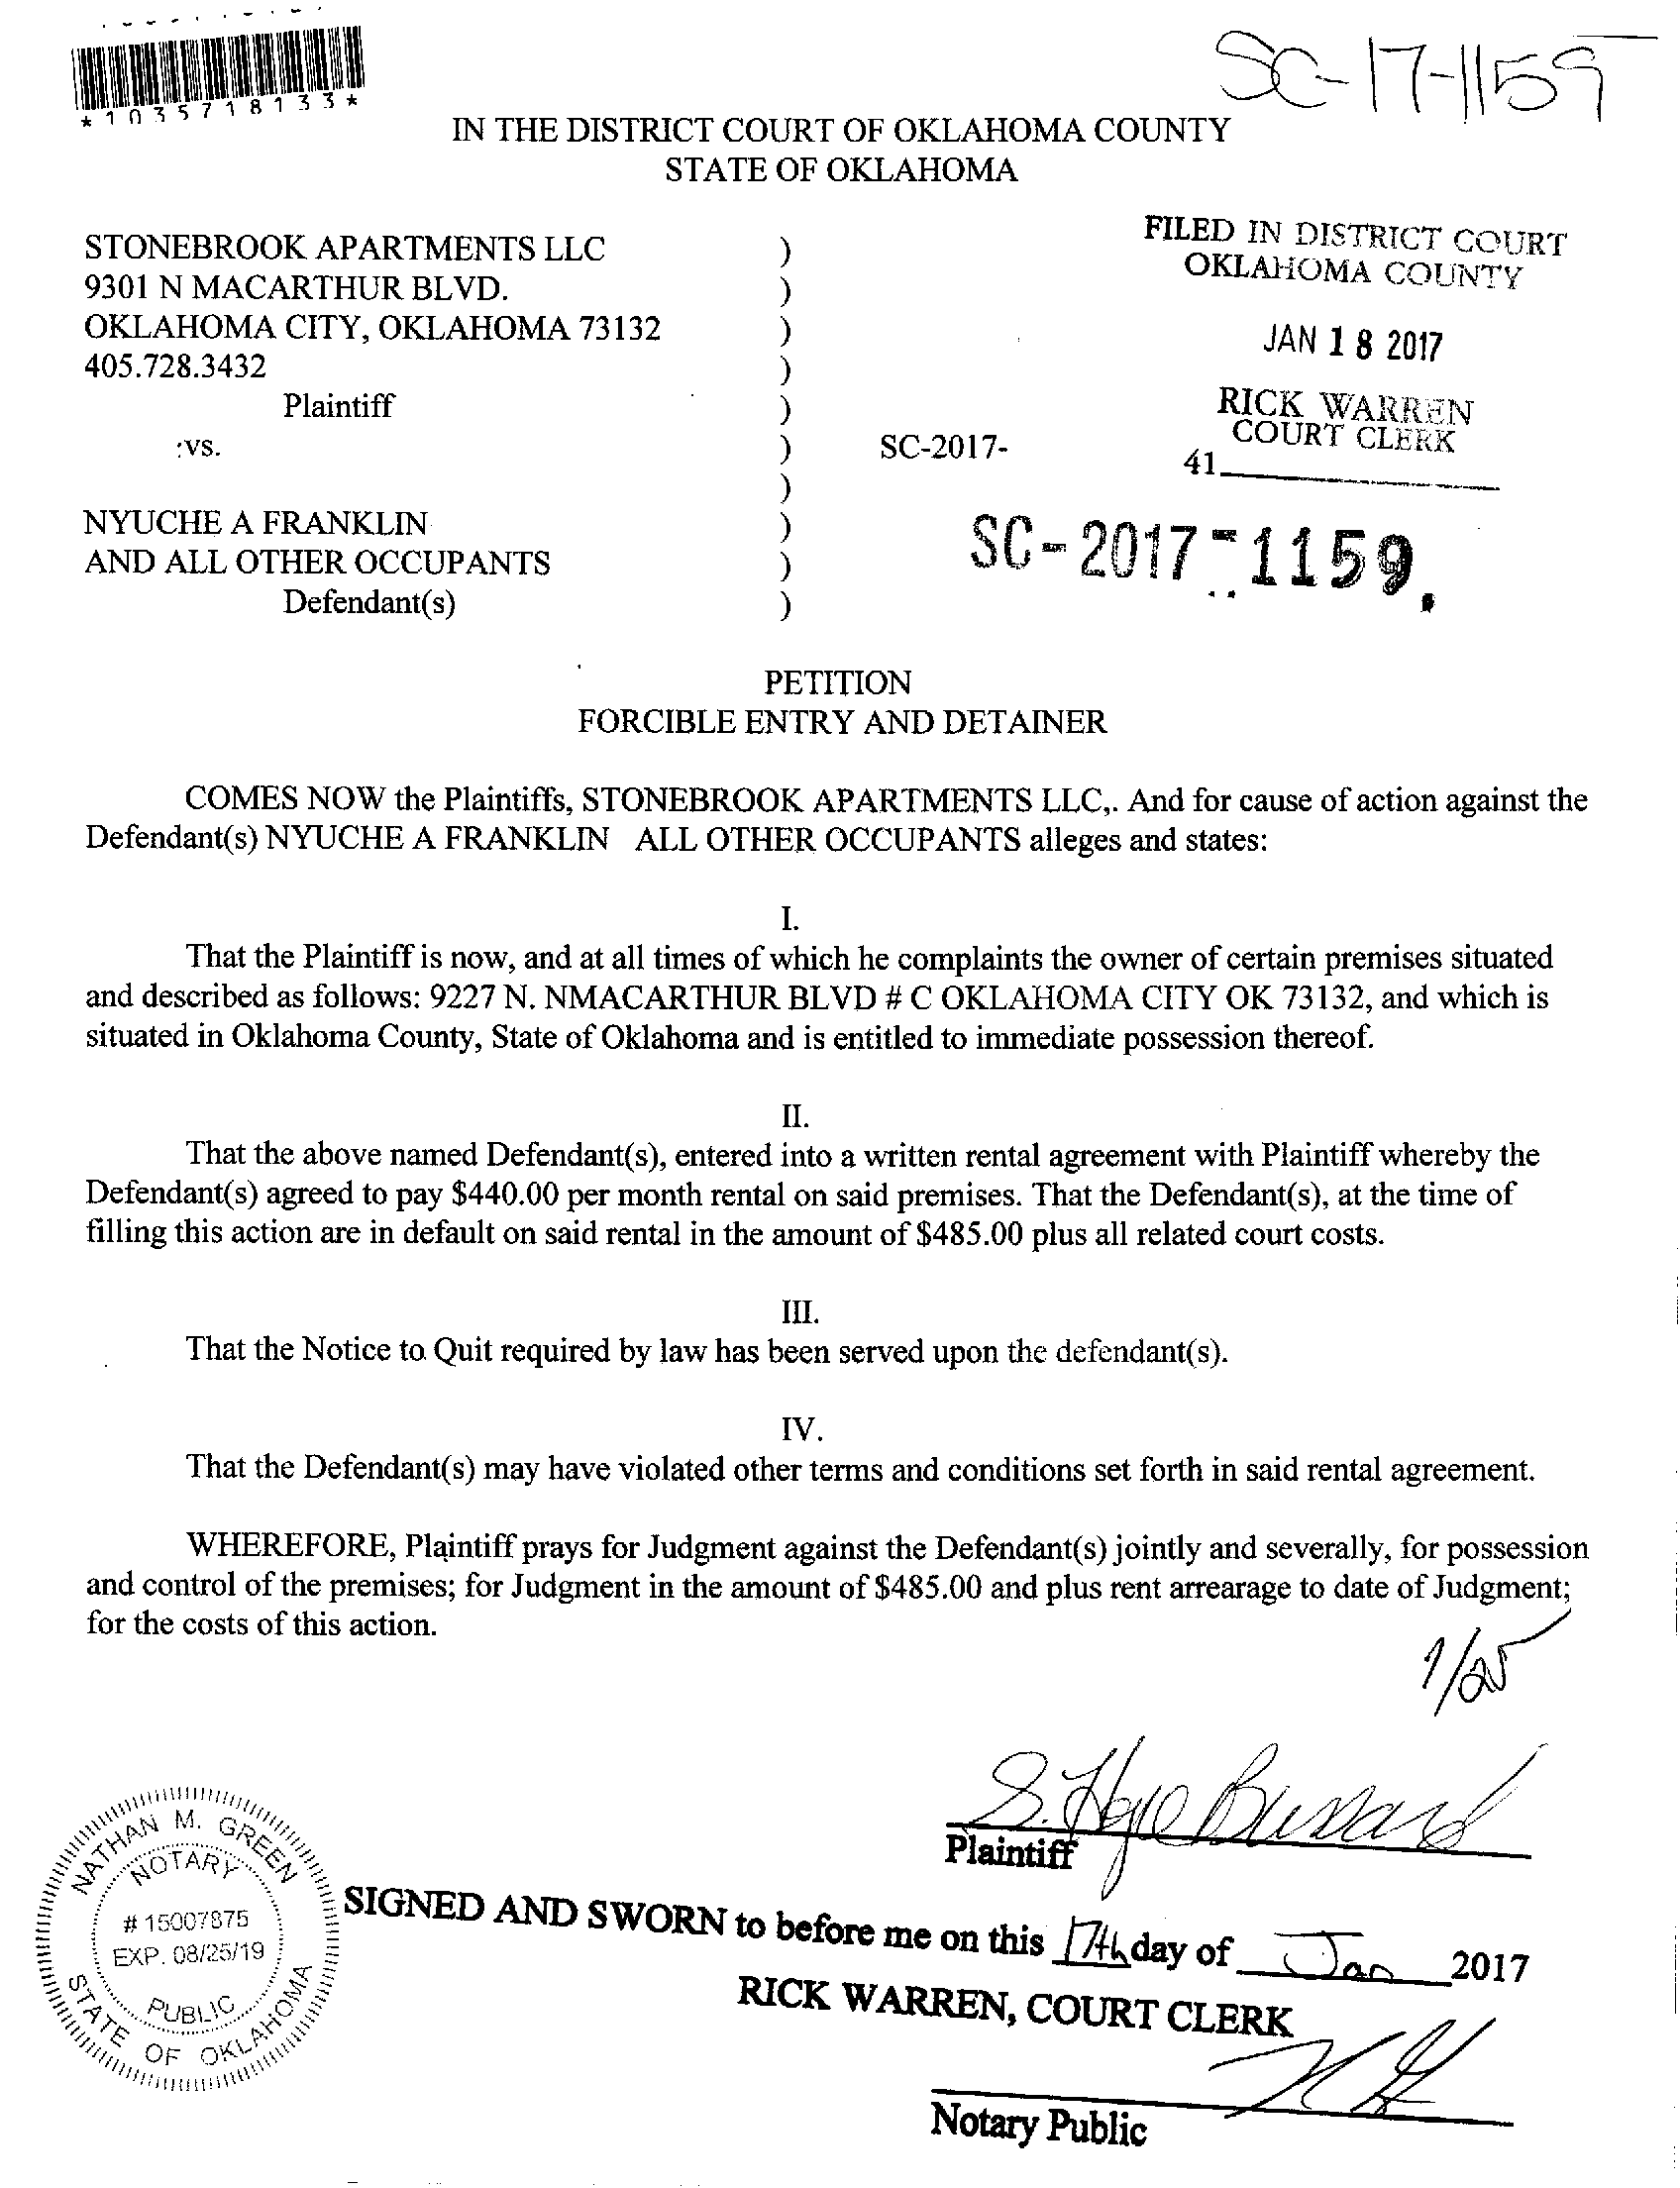 *1035718133*
SC-17-1159
IN THE DISTRICT COURT OF OKLAHOMA COUNTY
STATE OF OKLAHOMA
STONEBROOK APARTMENTS LLC )
9301 N MACARTHUR BLVD. )
OKLAHOMA CITY, OKLAHOMA 73132 )
405.728.3432 )
Plaintiff )
:vs. ) SC-2017-
)
NYUCHE A FRANKLIN )
AND ALL OTHER OCCUPANTS )
Defendant(s) )
FILED IN DISTRICT COURT
OKLAHOMA COUNTY
JAN 18 2017
RICK WARREN
COURT CLERK
41
SC-2017-1159
PETITION
FORCIBLE ENTRY AND DETAINER
COMES NOW the Plaintiffs, STONEBROOK APARTMENTS LLC,. And for cause of action against the
Defendant(s) NYUCHE A FRANKLIN ALL OTHER OCCUPANTS alleges and states:
I.
That the Plaintiff is now, and at all times of which he complaints the owner of certain premises situated
and described as follows: 9227 N. NMACARTHUR BLVD # C OKLAHOMA CITY OK 73132, and which is
situated in Oklahoma County, State of Oklahoma and is entitled to immediate possession thereof.
II.
That the above named Defendant(s), entered into a written rental agreement with Plaintiff whereby the
Defendant(s) agreed to pay $440.00 per month rental on said premises. That the Defendant(s), at the time of
filling this action are in default on said rental in the amount of $485.00 plus all related court costs.
III.
That the Notice to Quit required by law has been served upon the defendant(s).
IV.
That the Defendant(s) may have violated other terms and conditions set forth in said rental agreement.
WHEREFORE, Plaintiff prays for Judgment against the Defendant(s) jointly and severally, for possession
and control of the premises; for Judgment in the amount of $485.00 and plus rent arrearage to date of Judgment;
for the costs of this action.
1/25
Plaintiff
NATHAN M. GREEN
NOTARY
# 15007875
EXP. 08/25/19
PUBLIC
STATE OF OKLAHOMA
SIGNED AND SWORN to before me on this 17th day of Jan 2017
RICK WARREN, COURT CLERK
Notary Public